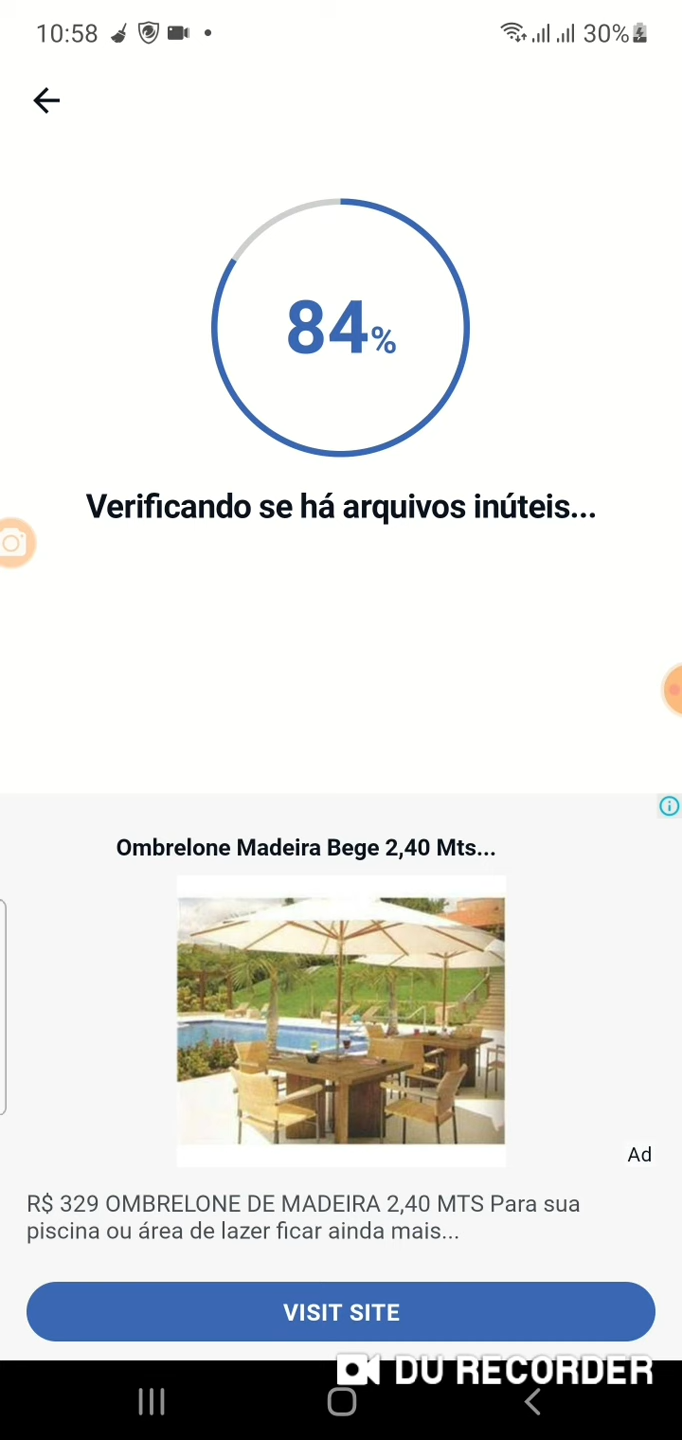 10:58
30%
84%
Verificando se há arquivos inúteis...
Ombrelone Madeira Bege 2,40 Mts...
Ad
R$ 329 OMBRELONE DE MADEIRA 2,40 MTS Para sua
piscina ou área de lazer ficar ainda mais...
VISIT SITE
DU RECORDER